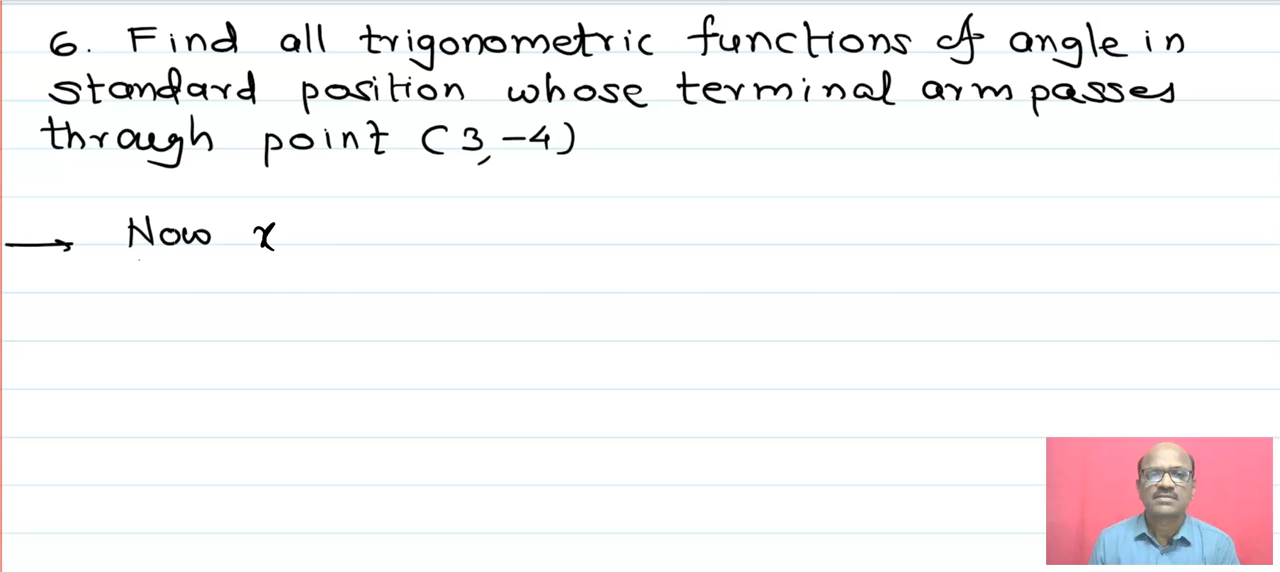 6. Find all trigonometric functions of angle in
standard position whose terminal arm passes
through point (3,-4)
→ Now x